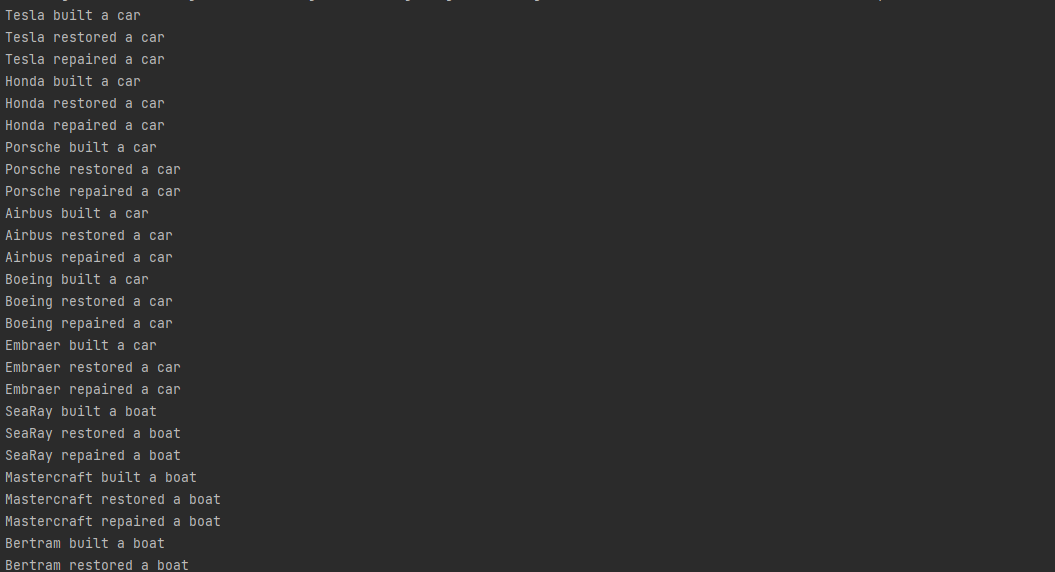 Tesla built a car
Tesla restored a car
Tesla repaired a car
Honda built a car
Honda restored a car
Honda repaired a car
Porsche built a car
Porsche restored a car
Porsche repaired a car
Airbus built a car
Airbus restored a car
Airbus repaired a car
Boeing built a car
Boeing restored a car
Boeing repaired a car
Embraer built a car
Embraer restored a car
Embraer repaired a car
SeaRay built a boat
SeaRay restored a boat
SeaRay repaired a boat
Mastercraft built a boat
Mastercraft restored a boat
Mastercraft repaired a boat
Bertram built a boat
Bertram restored a boat